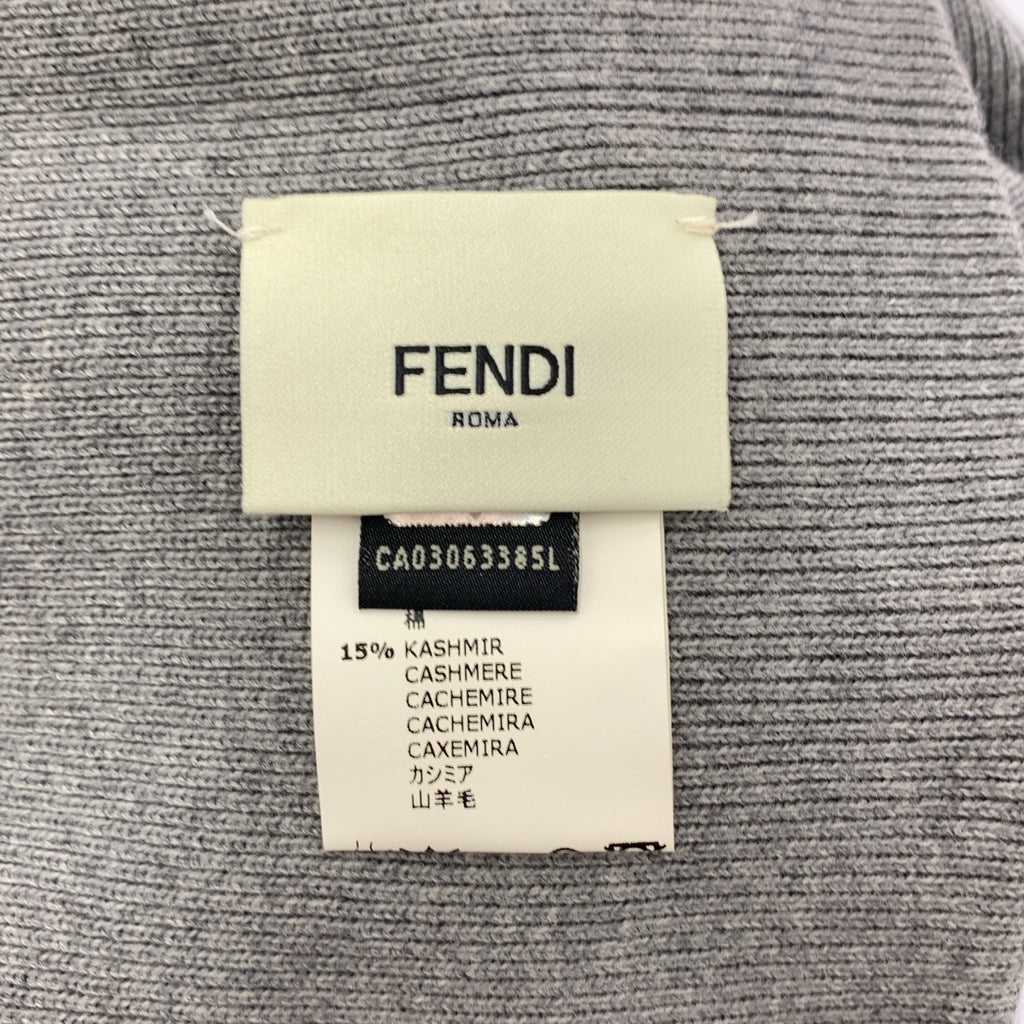 FENDI
ROMA
CA03063385L
15% KASHMIR
CASHMERE
CACHEMIRE
CACHEMIRA
CAXEMIRA
カシミア
山羊毛